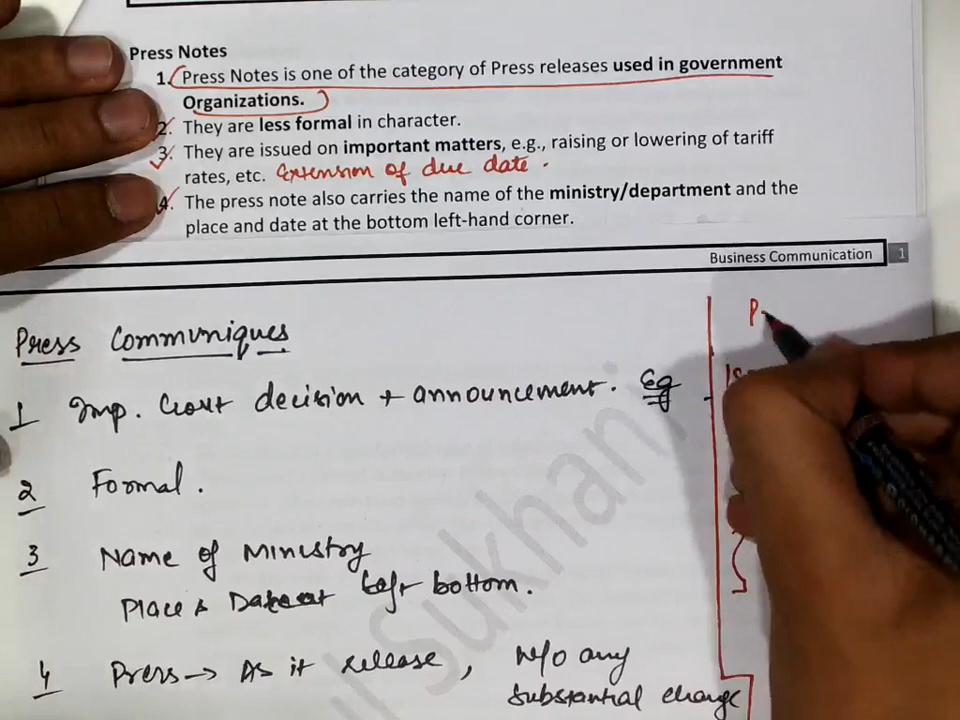 Press Notes
1. Press Notes is one of the category of Press releases used in government
Organizations.
2. They are less formal in character.
3. They are issued on important matters, e.g., raising or lowering of tariff
rates, etc. Extension of due date.
4. The press note also carries the name of the ministry/department and the
place and date at the bottom left-hand corner.
Business Communication 1
Press Communiques
1 Imp. Govt decision + announcement. Eg
2 Formal.
3 Name of Ministry
Place & Date at left bottom.
4 Press → As it release, w/o any
substantial change
Sukhani